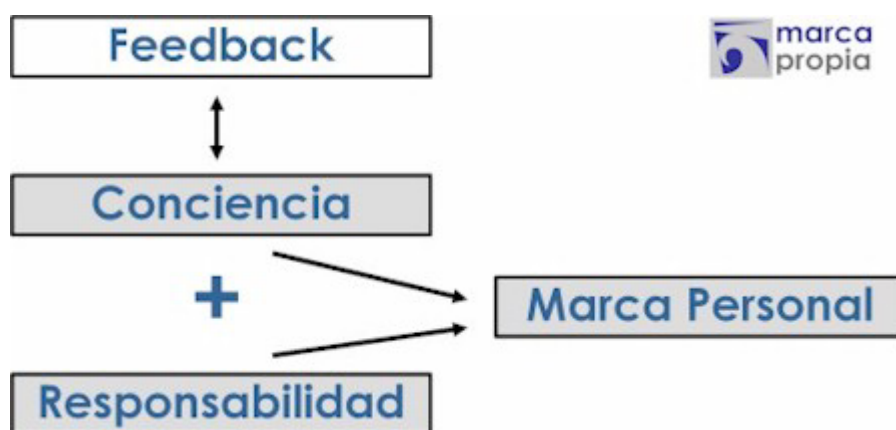 Feedback
marca
propia
Conciencia
+
Marca Personal
Responsabilidad